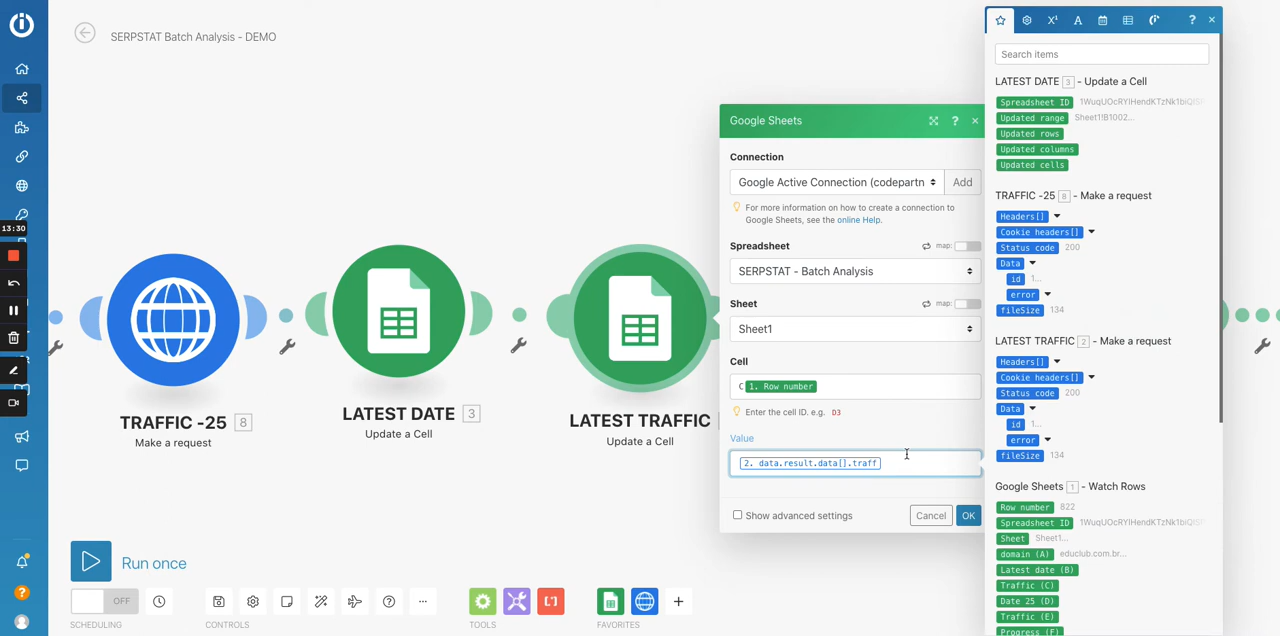 SERPSTAT Batch Analysis - DEMO
13:30
TRAFFIC -25 8
Make a request
LATEST DATE 3
Update a Cell
LATEST TRAFFIC
Update a Cell
Run once
OFF
SCHEDULING
CONTROLS
TOOLS
FAVORITES
Google Sheets
Connection
Google Active Connection (codepartn
Add
For more information on how to create a connection to
Google Sheets, see the online Help.
Spreadsheet
map:
SERPSTAT - Batch Analysis
Sheet
map:
Sheet1
Cell
C 1. Row number
Enter the cell ID. e.g. D3
Value
2. data.result.data[].traff
Show advanced settings
Cancel
OK
Search items
LATEST DATE 3 - Update a Cell
Spreadsheet ID
Updated range Sheet1!B1002...
Updated rows
Updated columns
Updated cells
TRAFFIC -25 8 - Make a request
Headers[]
Cookie headers[]
Status code 200
Data
id 1...
error
fileSize 134
LATEST TRAFFIC 2 - Make a request
Headers[]
Cookie headers[]
Status code 200
Data
id 1...
error
fileSize 134
Google Sheets 1 - Watch Rows
Row number 822
Spreadsheet ID
Sheet Sheet1...
domain (A) educlub.com.br...
Latest date (B)
Traffic (C)
Date 25 (D)
Traffic (E)
Progress (F)